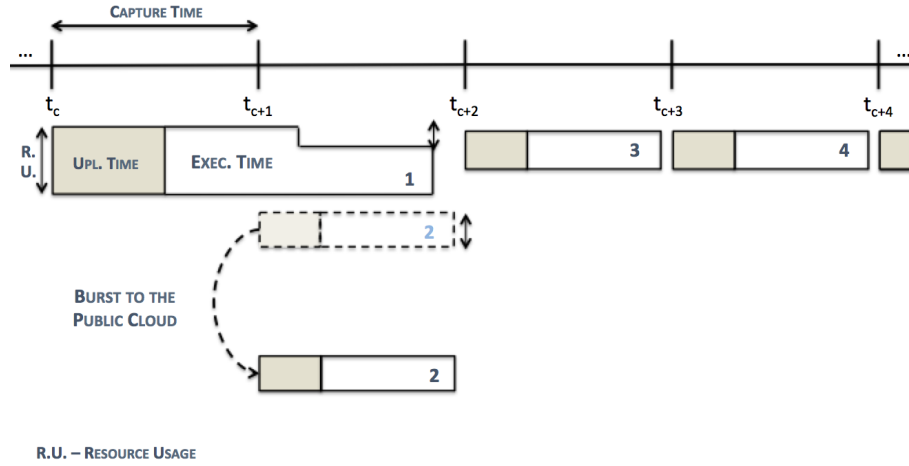 CAPTURE TIME
... ...
tc tc+1 tc+2 tc+3 tc+4
R.
U.
UPL. TIME EXEC. TIME
1
3
4
2
BURST TO THE
PUBLIC CLOUD
2
R.U. – RESOURCE USAGE